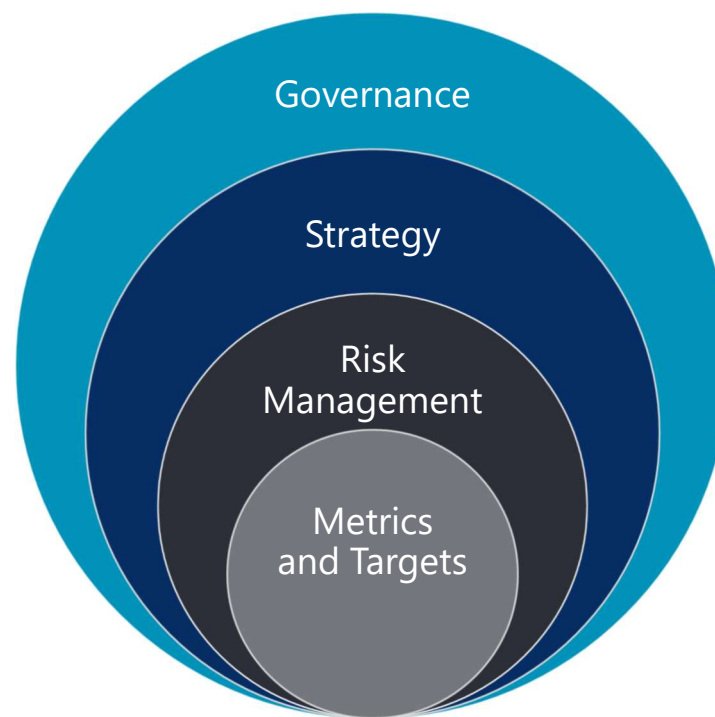 Governance
Strategy
Risk
Management
Metrics
and Targets